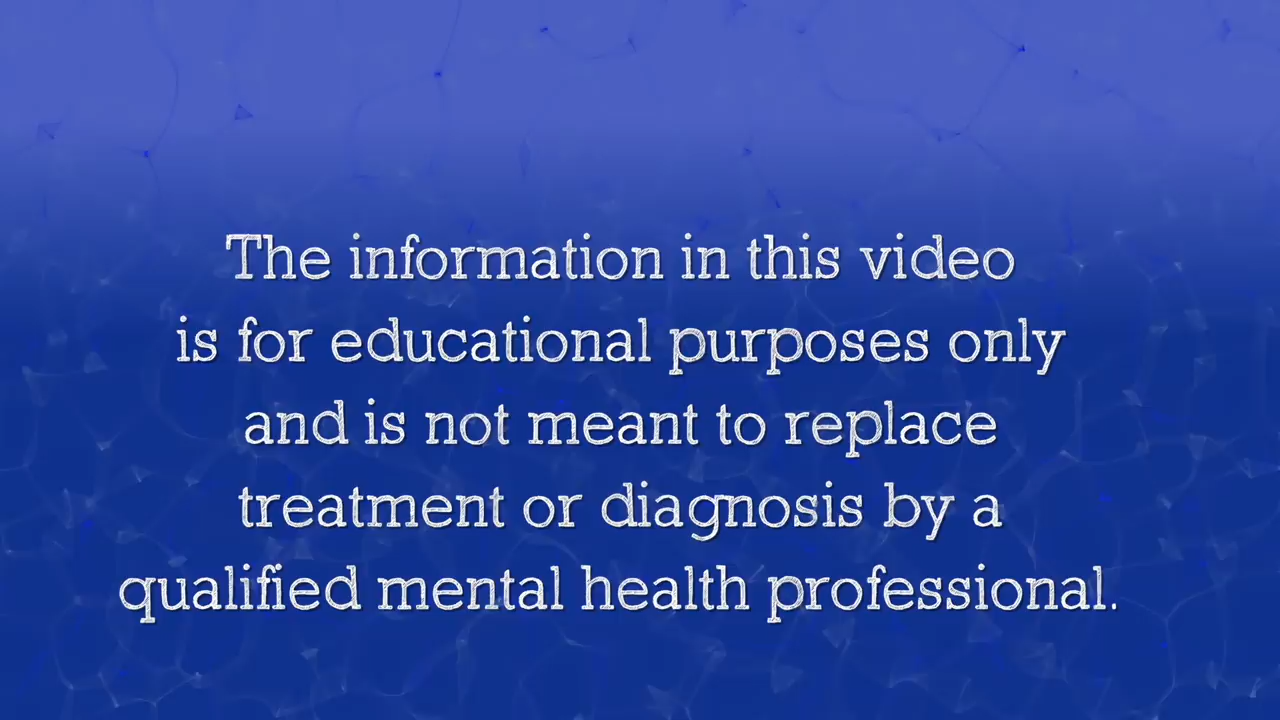 The information in this video
is for educational purposes only
and is not meant to replace
treatment or diagnosis by a
qualified mental health professional.